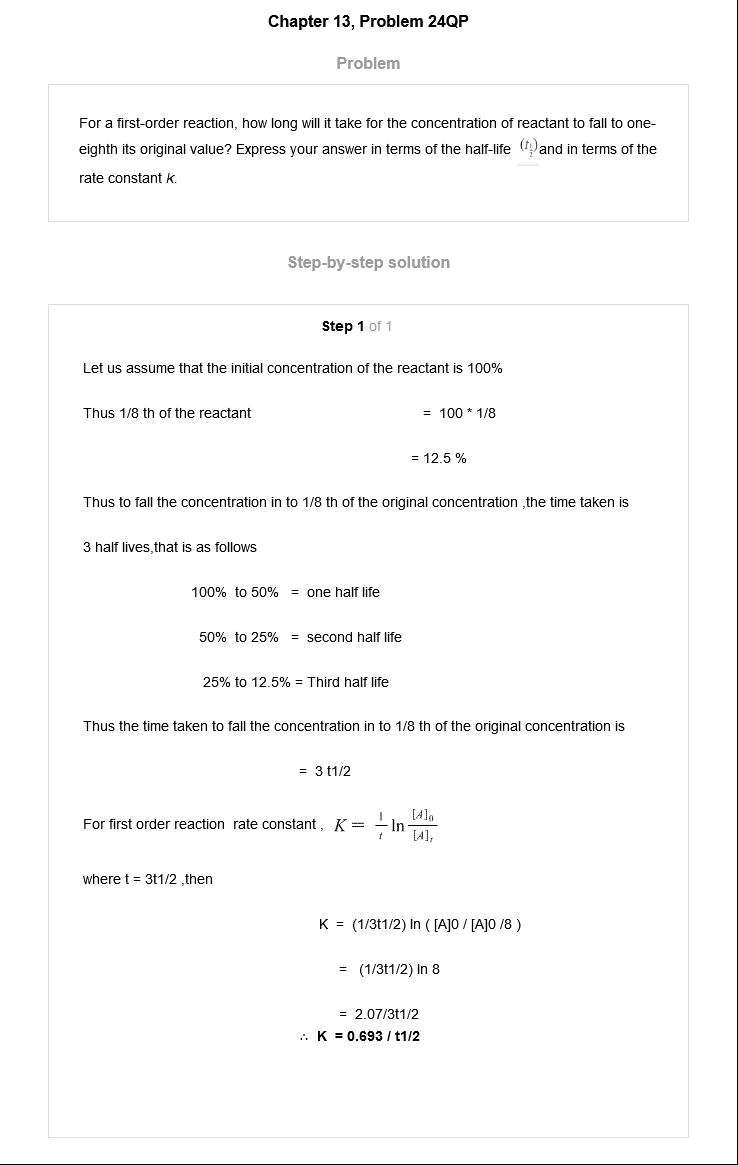 Chapter 13, Problem 24QP
Problem
For a first-order reaction, how long will it take for the concentration of reactant to fall to one-
eighth its original value? Express your answer in terms of the half-life (t½) and in terms of the
rate constant k.
Step-by-step solution
Step 1 of 1
Let us assume that the initial concentration of the reactant is 100%
Thus 1/8 th of the reactant = 100 * 1/8
= 12.5 %
Thus to fall the concentration in to 1/8 th of the original concentration ,the time taken is
3 half lives,that is as follows
100% to 50% = one half life
50% to 25% = second half life
25% to 12.5% = Third half life
Thus the time taken to fall the concentration in to 1/8 th of the original concentration is
= 3 t1/2
For first order reaction rate constant , K = 1/t ln [A]₀/[A]ₜ
where t = 3t1/2 ,then
K = (1/3t1/2) ln ( [A]0 / [A]0 /8 )
= (1/3t1/2) ln 8
= 2.07/3t1/2
∴ K = 0.693 / t1/2